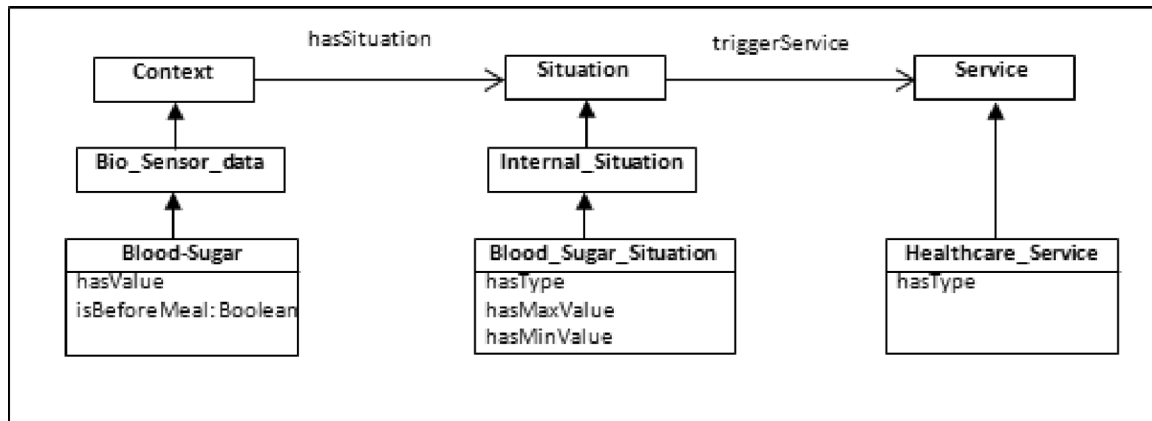 hasSituation
triggerService
Context
Situation
Service
Bio_Sensor_data
Internal_Situation
Blood-Sugar
hasValue
isBeforeMeal: Boolean
Blood_Sugar_Situation
hasType
hasMaxValue
hasMinValue
Healthcare_Service
hasType